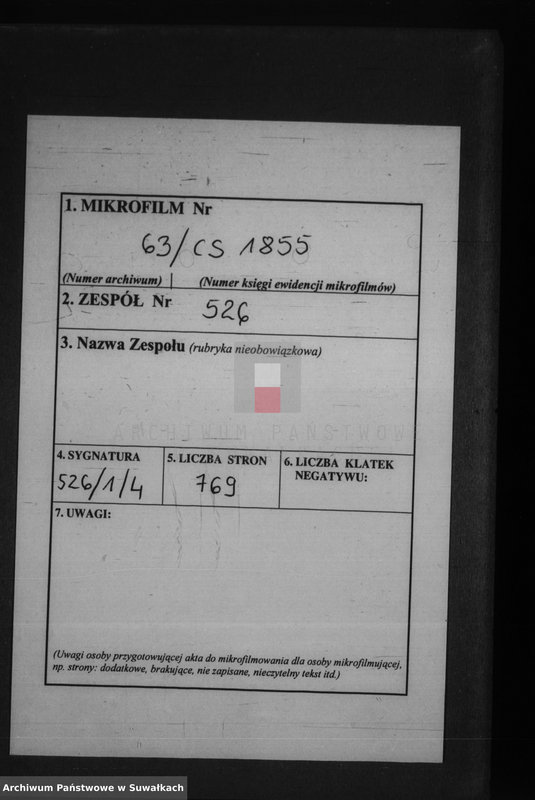 1. MIKROFILM Nr
63/CS 1855
(Numer archiwum) (Numer księgi ewidencji mikrofilmów)
2. ZESPÓŁ Nr 526
3. Nazwa Zespołu (rubryka nieobowiązkowa)
ARCHIWUM PAŃSTWOW
4. SYGNATURA
526/1/4
5. LICZBA STRON
769
6. LICZBA KLATEK
NEGATYWU:
7. UWAGI:
(Uwagi osoby przygotowującej akta do mikrofilmowania dla osoby mikrofilmującej,
np. strony: dodatkowe, brakujące, nie zapisane, nieczytelny tekst itd.)
Archiwum Państwowe w Suwałkach